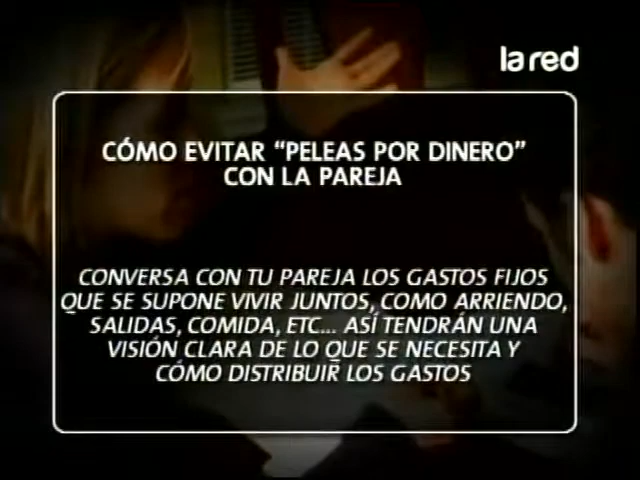 la red
CÓMO EVITAR “PELEAS POR DINERO”
CON LA PAREJA
CONVERSA CON TU PAREJA LOS GASTOS FIJOS
QUE SE SUPONE VIVIR JUNTOS, COMO ARRIENDO,
SALIDAS, COMIDA, ETC... ASÍ TENDRÁN UNA
VISIÓN CLARA DE LO QUE SE NECESITA Y
CÓMO DISTRIBUIR LOS GASTOS